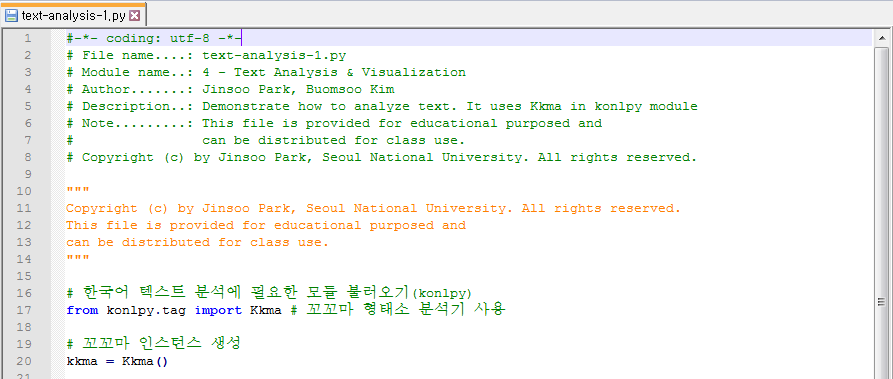 text-analysis-1.py
1 #-*- coding: utf-8 -*-
2 # File name....: text-analysis-1.py
3 # Module name..: 4 - Text Analysis & Visualization
4 # Author.......: Jinsoo Park, Buomsoo Kim
5 # Description..: Demonstrate how to analyze text. It uses Kkma in konlpy module
6 # Note.........: This file is provided for educational purposed and
7 #                can be distributed for class use.
8 # Copyright (c) by Jinsoo Park, Seoul National University. All rights reserved.
9
10 """
11 Copyright (c) by Jinsoo Park, Seoul National University. All rights reserved.
12 This file is provided for educational purposed and
13 can be distributed for class use.
14 """
15
16 # 한국어 텍스트 분석에 필요한 모듈 불러오기(konlpy)
17 from konlpy.tag import Kkma # 꼬꼬마 형태소 분석기 사용
18
19 # 꼬꼬마 인스턴스 생성
20 kkma = Kkma()
21